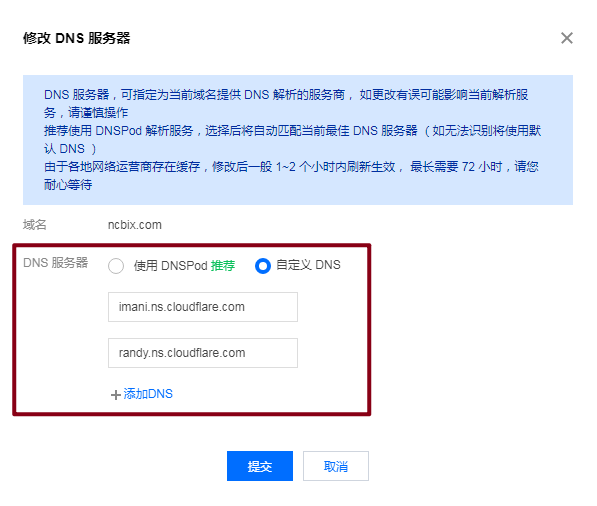 修改 DNS 服务器
DNS 服务器，可指定为当前域名提供 DNS 解析的服务商， 如更改有误可能影响当前解析服
务，请谨慎操作
推荐使用 DNSPod 解析服务，选择后将自动匹配当前最佳 DNS 服务器（ 如无法识别将使用默
认 DNS ）
由于各地网络运营商存在缓存，修改后一般 1~2 个小时内刷新生效， 最长需要 72 小时，请您
耐心等待
域名 ncbix.com
DNS 服务器 使用 DNSPod 推荐 自定义 DNS
imani.ns.cloudflare.com
randy.ns.cloudflare.com
+添加DNS
提交 取消